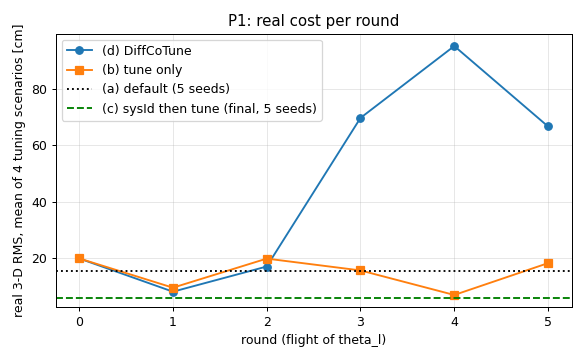 P1: real cost per round
real 3-D RMS, mean of 4 tuning scenarios [cm]
(d) DiffCoTune
(b) tune only
(a) default (5 seeds)
(c) sysId then tune (final, 5 seeds)
80
60
40
20
0 1 2 3 4 5
round (flight of theta_l)